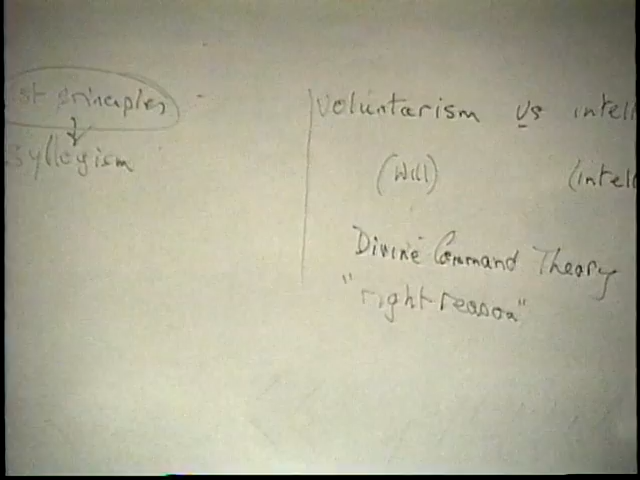 st principles
syllogism
voluntarism vs intell
(will) (intell
Divine Command Theory
"right reason"